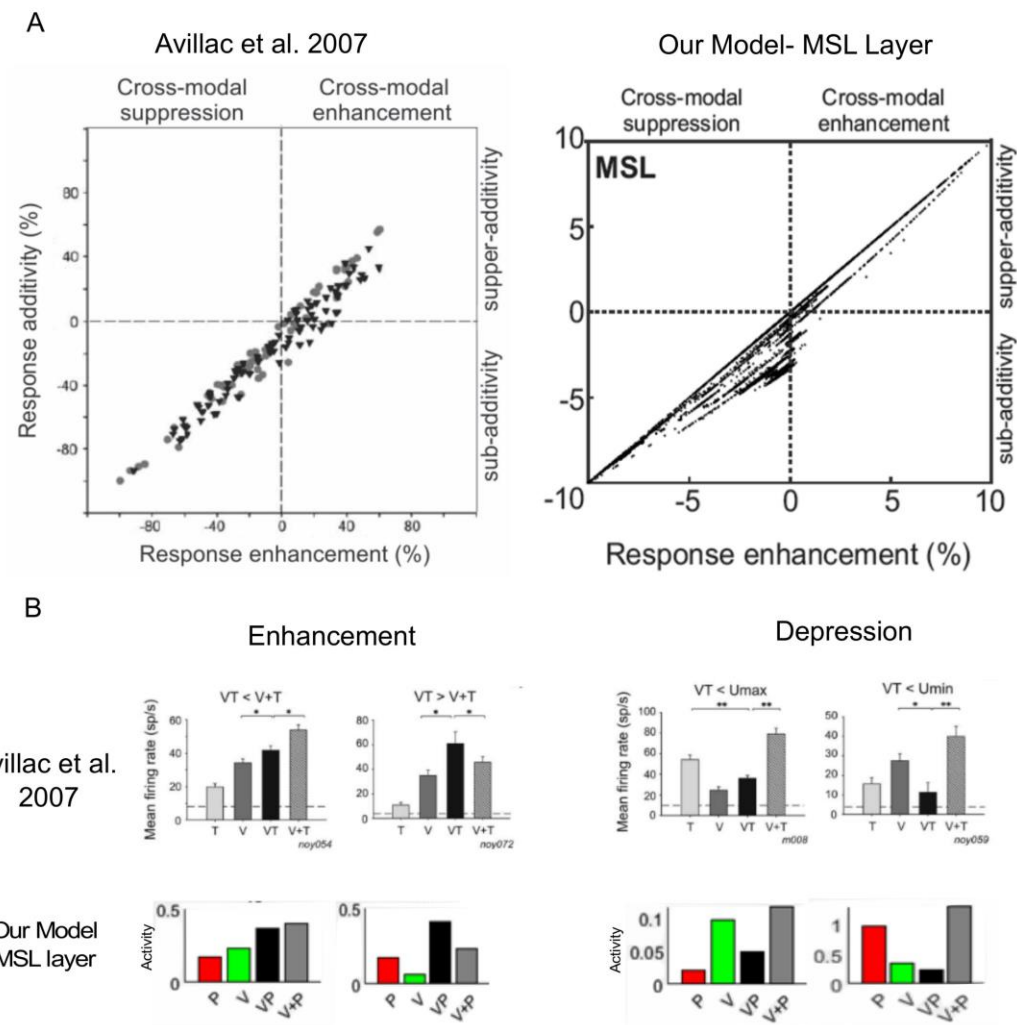 A
Avillac et al. 2007
Our Model- MSL Layer
Cross-modal
suppression
Cross-modal
enhancement
Cross-modal
suppression
Cross-modal
enhancement
Response additivity (%)
80
40
0
-40
-80
-80
-40
0
40
80
Response enhancement (%)
supper-additivity
sub-additivity
MSL
10
5
0
-5
-10
-5
0
5
10
Response enhancement (%)
supper-additivity
sub-additivity
B
Enhancement
Depression
villac et al.
2007
VT < V+T
Mean firing rate (sp/s)
60
40
20
0
* *
T V VT V+T
noy054
VT > V+T
80
60
40
20
0
* *
T V VT V+T
noy072
VT < Umax
Mean firing rate (sp/s)
100
80
60
40
20
0
** **
T V VT V+T
m008
VT < Umin
50
40
30
20
10
0
* **
T V VT V+T
noy059
Our Model
MSL layer
Activity
0.5
0
P V VP V+P
0.5
0
P V VP V+P
Activity
0.1
0.05
0
P V VP V+P
1
0.5
0
P V VP V+P